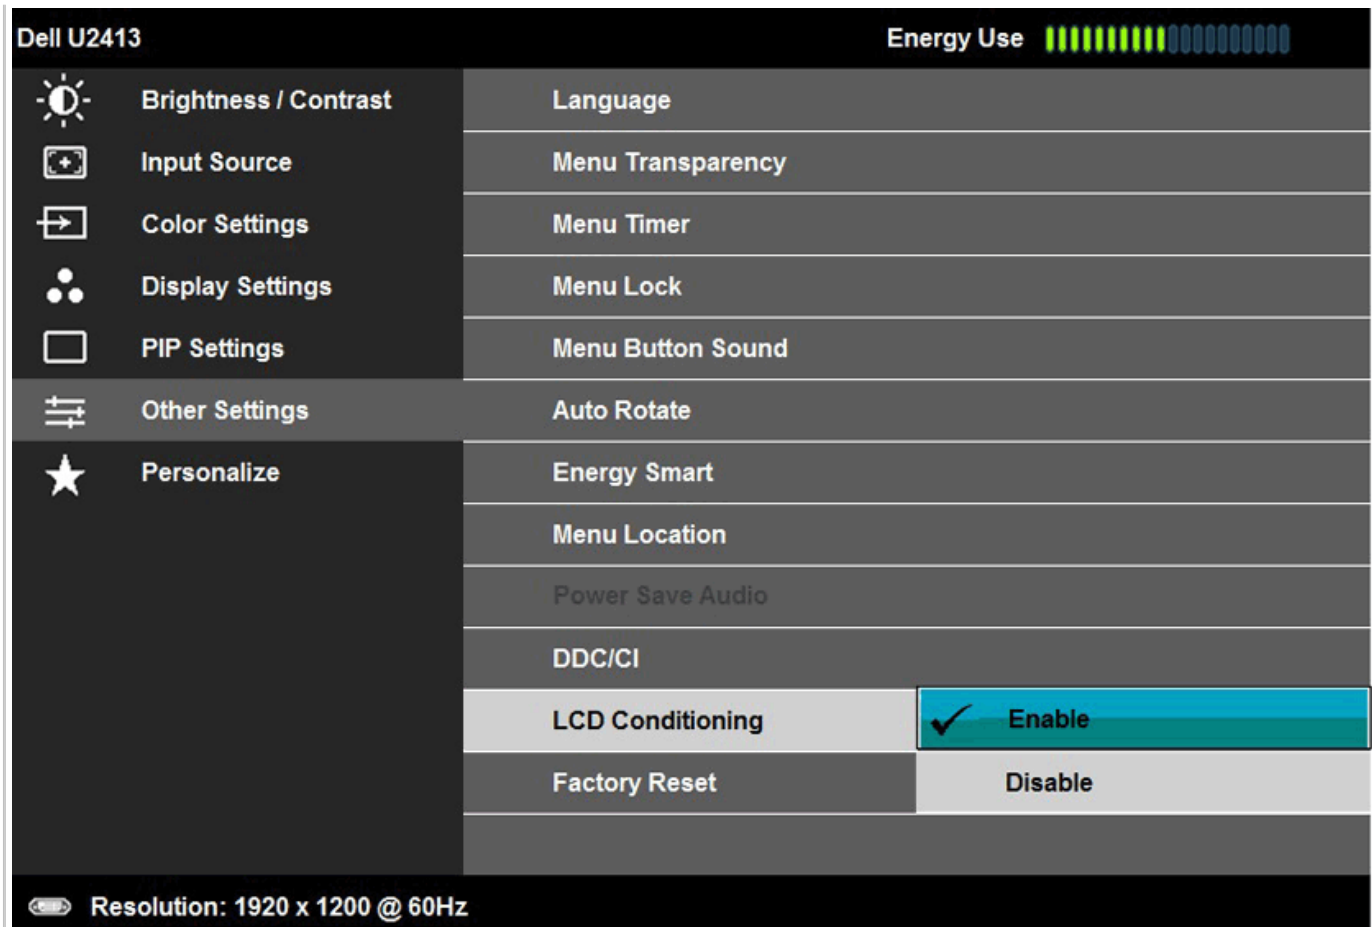 Dell U2413
Energy Use
Brightness / Contrast
Input Source
Color Settings
Display Settings
PIP Settings
Other Settings
Personalize
Language
Menu Transparency
Menu Timer
Menu Lock
Menu Button Sound
Auto Rotate
Energy Smart
Menu Location
Power Save Audio
DDC/CI
LCD Conditioning
Enable
Factory Reset
Disable
Resolution: 1920 x 1200 @ 60Hz